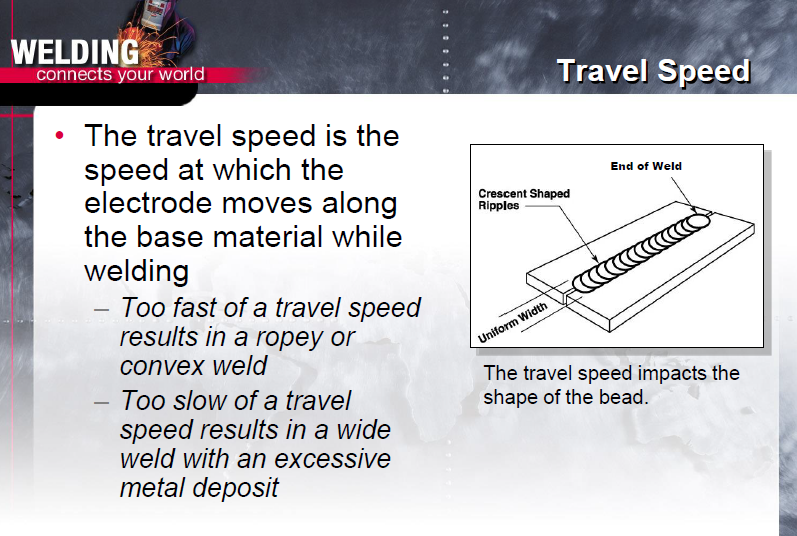 WELDING
connects your world
Travel Speed
• The travel speed is the
speed at which the
electrode moves along
the base material while
welding
– Too fast of a travel speed
results in a ropey or
convex weld
– Too slow of a travel
speed results in a wide
weld with an excessive
metal deposit
End of Weld
Crescent Shaped
Ripples
Uniform Width
The travel speed impacts the
shape of the bead.